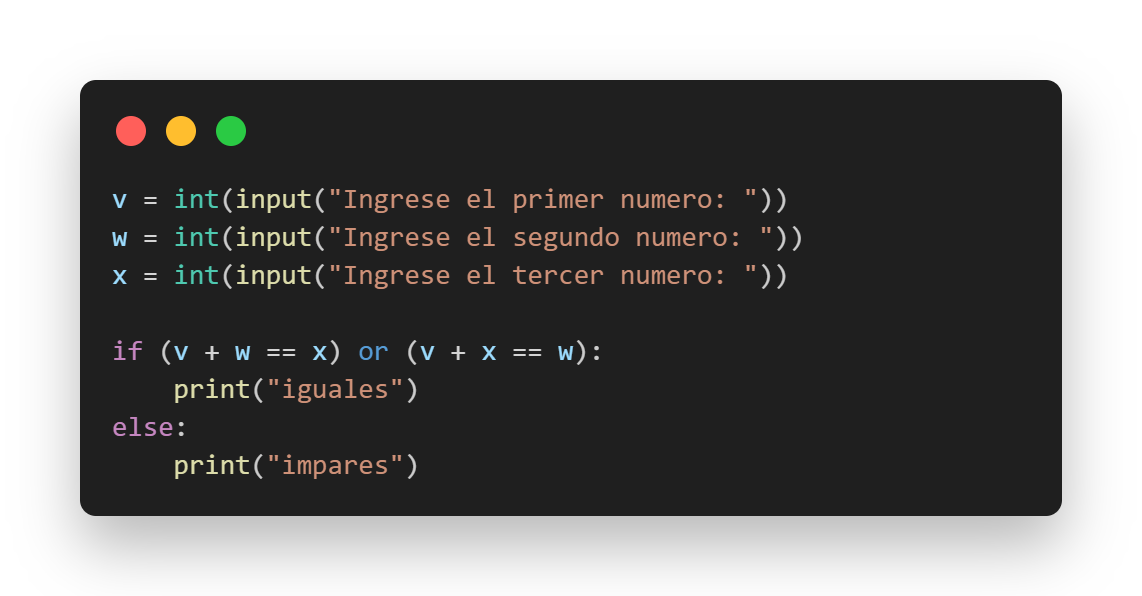 v = int(input("Ingrese el primer numero: "))
w = int(input("Ingrese el segundo numero: "))
x = int(input("Ingrese el tercer numero: "))

if (v + w == x) or (v + x == w):
    print("iguales")
else:
    print("impares")